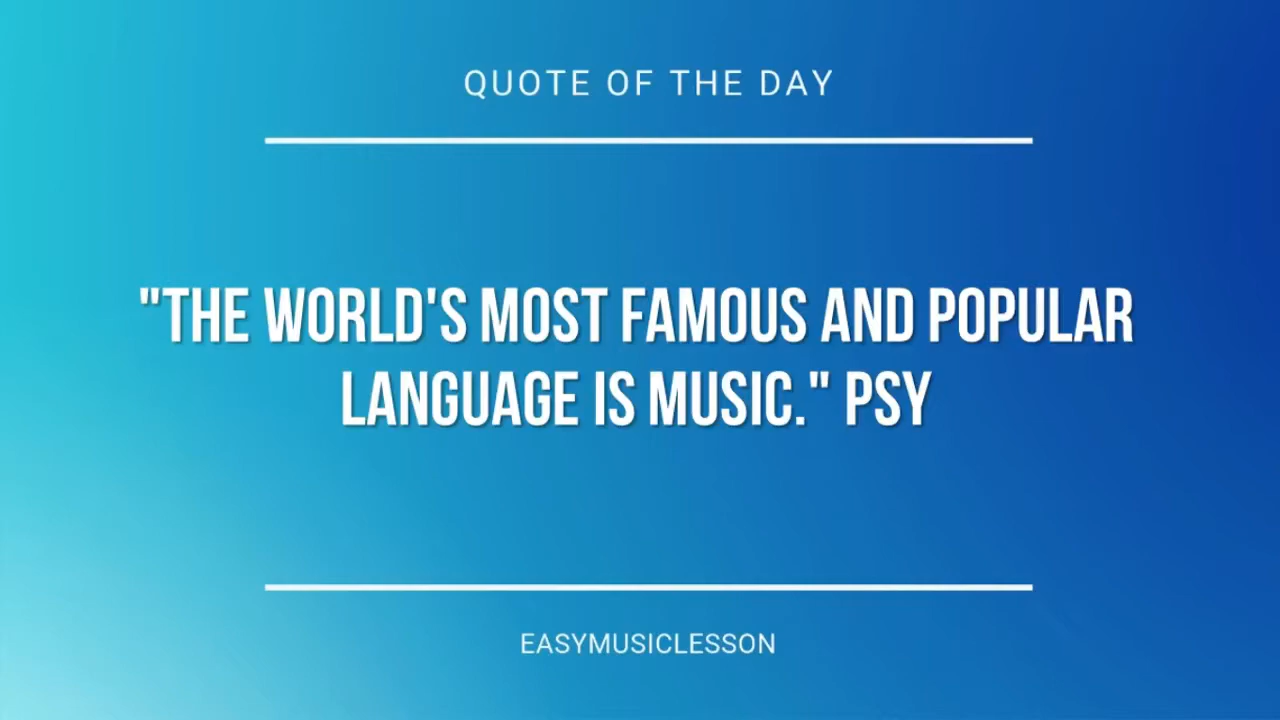 QUOTE OF THE DAY
"THE WORLD'S MOST FAMOUS AND POPULAR
LANGUAGE IS MUSIC." PSY
EASYMUSICLESSON